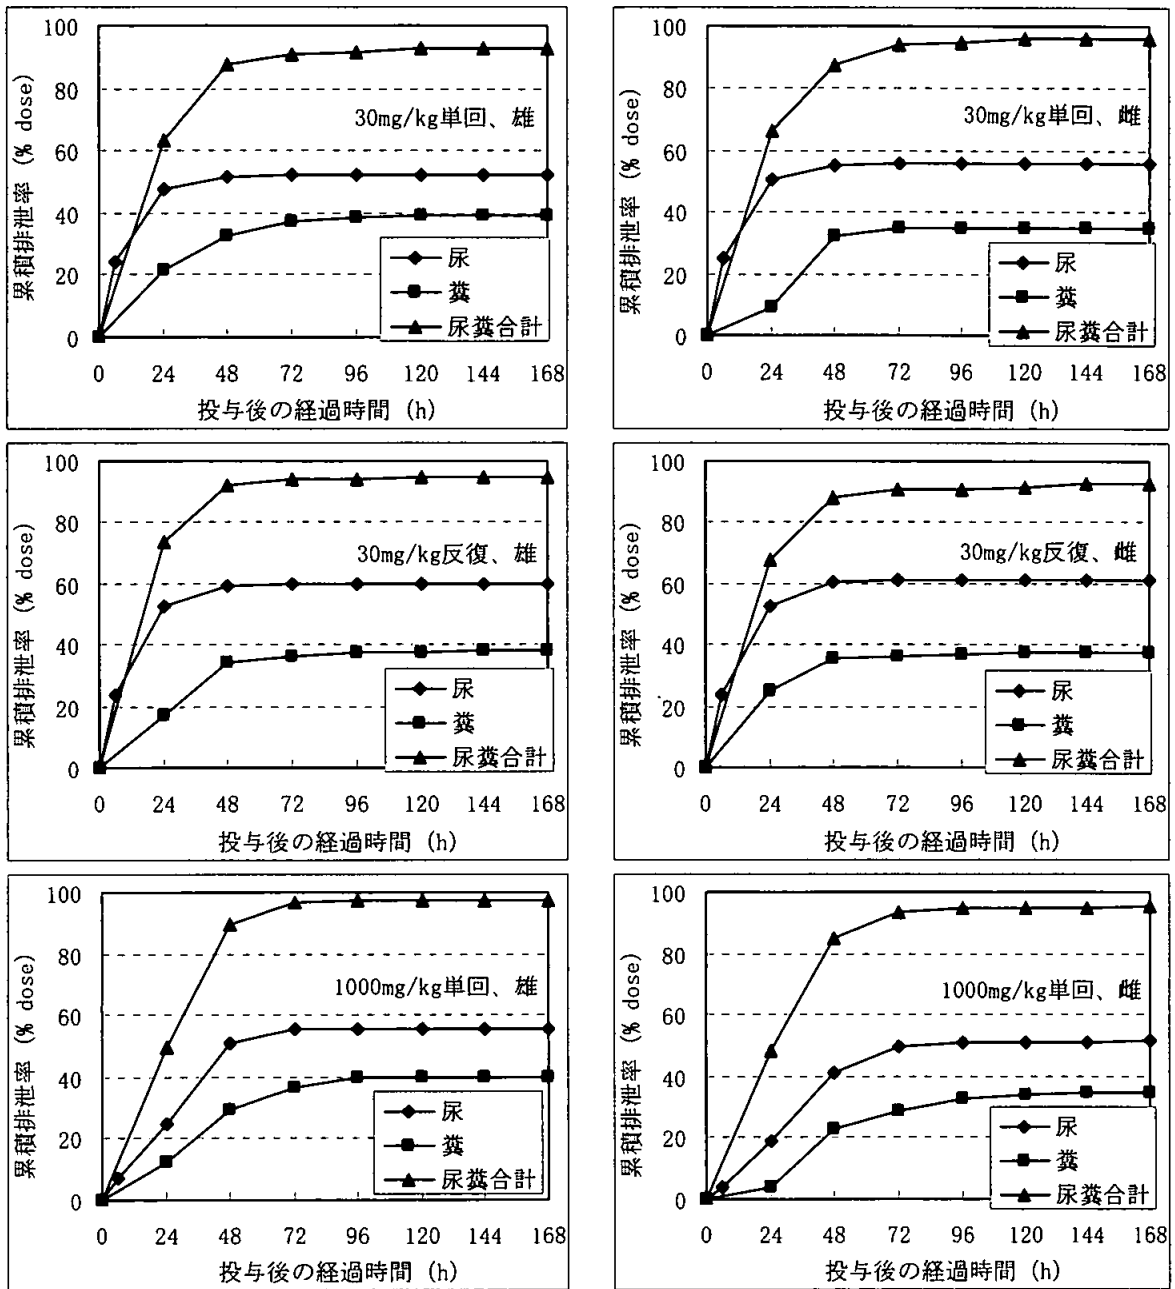 累積排泄率 (% dose)
100
80
60
40
20
0
30mg/kg単回、雄
尿
糞
尿糞合計
0 24 48 72 96 120 144 168
投与後の経過時間 (h)
累積排泄率 (% dose)
100
80
60
40
20
0
30mg/kg単回、雌
尿
糞
尿糞合計
0 24 48 72 96 120 144 168
投与後の経過時間 (h)
累積排泄率 (% dose)
100
80
60
40
20
0
30mg/kg反復、雄
尿
糞
尿糞合計
0 24 48 72 96 120 144 168
投与後の経過時間 (h)
累積排泄率 (% dose)
100
80
60
40
20
0
30mg/kg反復、雌
尿
糞
尿糞合計
0 24 48 72 96 120 144 168
投与後の経過時間 (h)
累積排泄率 (% dose)
100
80
60
40
20
0
1000mg/kg単回、雄
尿
糞
尿糞合計
0 24 48 72 96 120 144 168
投与後の経過時間 (h)
累積排泄率 (% dose)
100
80
60
40
20
0
1000mg/kg単回、雌
尿
糞
尿糞合計
0 24 48 72 96 120 144 168
投与後の経過時間 (h)